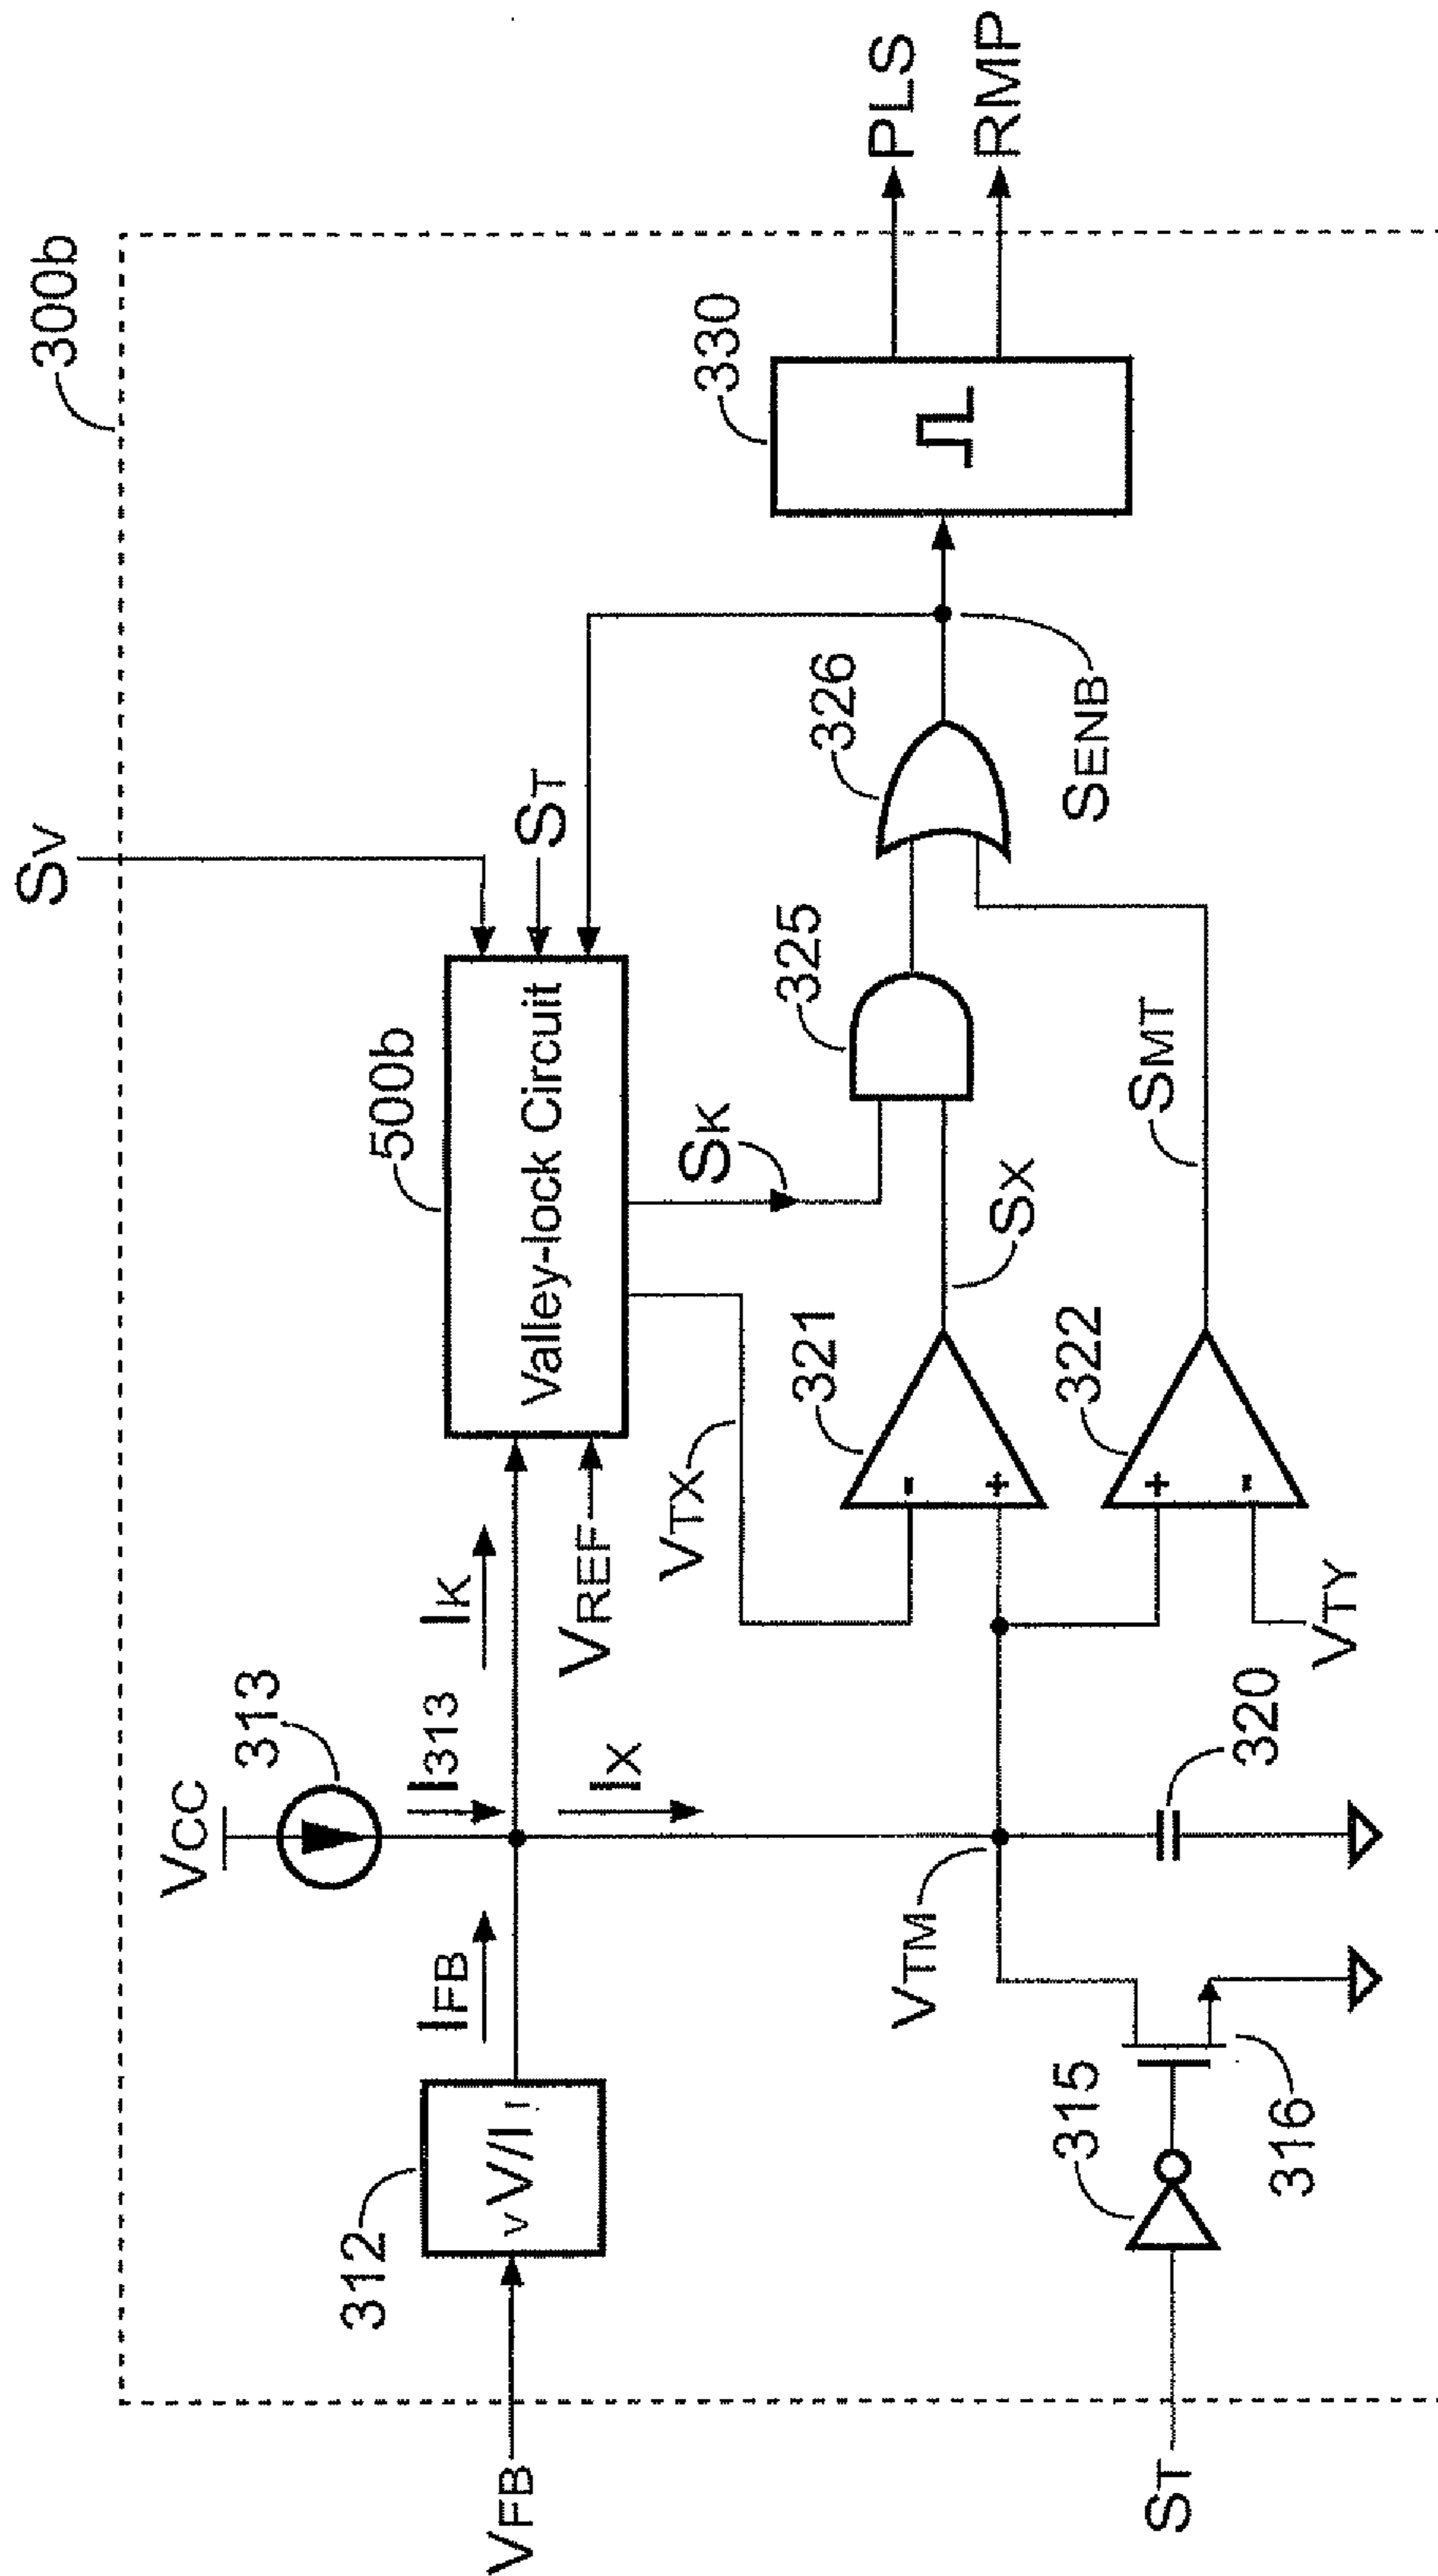 300b
SV
VCC
313
I313
IFB
IK
IX
VFB
312
V V/I I
VREF
500b
Valley-lock Circuit
ST
VTX
SK
321
-
+
SX
325
326
330
PLS
RMP
SENB
VTM
320
322
+
-
VTY
SMT
ST
315
316